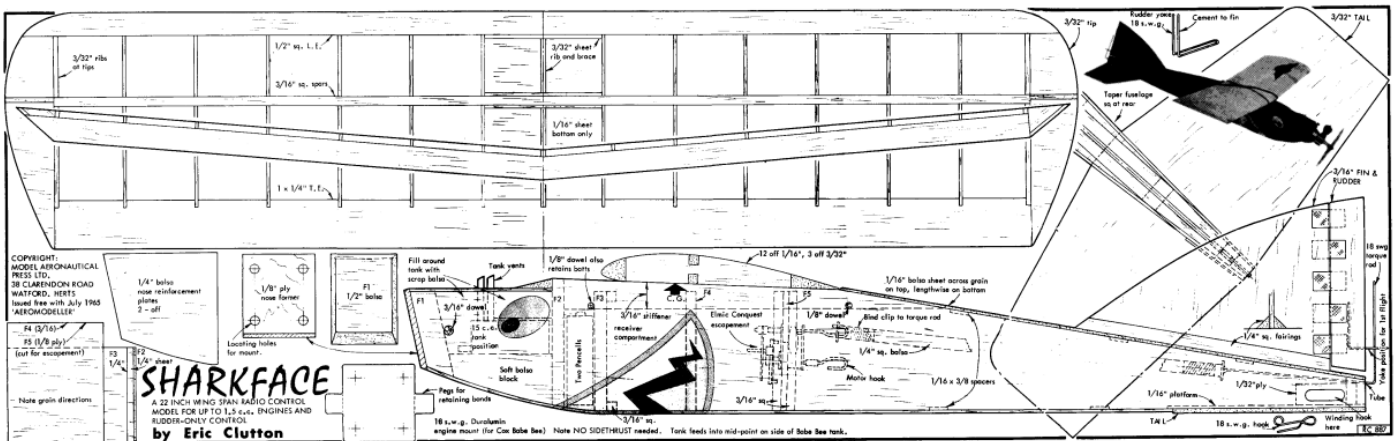 3/32" ribs
at tips
1/2" sq. L.E.
3/16" sq. spars
1 x 1/4" T.E.
3/32" sheet
rib and brace
1/16" sheet
bottom only
3/32" tip
Rudder yoke
18 s.w.g.
Cement to fin
3/32" TAIL
Taper fuselage
sq at rear
3/16" FIN &
RUDDER
18 swg
torque
rod
Yoke position for 1st flight
COPYRIGHT:
MODEL AERONAUTICAL
PRESS LTD,
38 CLARENDON ROAD
WATFORD, HERTS
Issued free with July 1965
'AEROMODELLER'
1/4" balsa
nose reinforcement
plates
2 - off
1/8" ply
nose former
Locating holes
for mount.
F1
1/2" balsa
Fill around
tank with
scrap balsa
Tank vents
1/8" dowel also
retains batts
12 off 1/16", 3 off 3/32"
1/16" balsa sheet across grain
on top, lengthwise on bottom
F1
3/16" dowel
15 c.c.
tank
position
Soft balsa
block
F2
F3
Two Pencells
3/16" stiffener
receiver
compartment
C.G.
F4
Elmic Conquest
escapement
F5
1/8" dowel
Bind clip to torque rod
1/4" sq. balsa
Motor hook
1/16 x 3/8 spacers
3/16" sq
3/16" sq.
1/4" sq. fairings
1/32" ply
1/16" platform
Tube
TAIL
18 s.w.g. hook
Winding hook
here
RC 887
F4 (3/16)
F5 (1/8 ply)
(cut for escapement)
F3
1/4"
F2
1/4" sheet
Note grain directions
SHARKFACE
A 22 INCH WING SPAN RADIO CONTROL
MODEL FOR UP TO 1.5 c.c. ENGINES AND
RUDDER-ONLY CONTROL
by Eric Clutton
Pegs for
retaining bands
18 s.w.g. Duralumin
engine mount (for Cox Babe Bee) Note NO SIDETHRUST needed. Tank feeds into mid-point on side of Babe Bee tank.